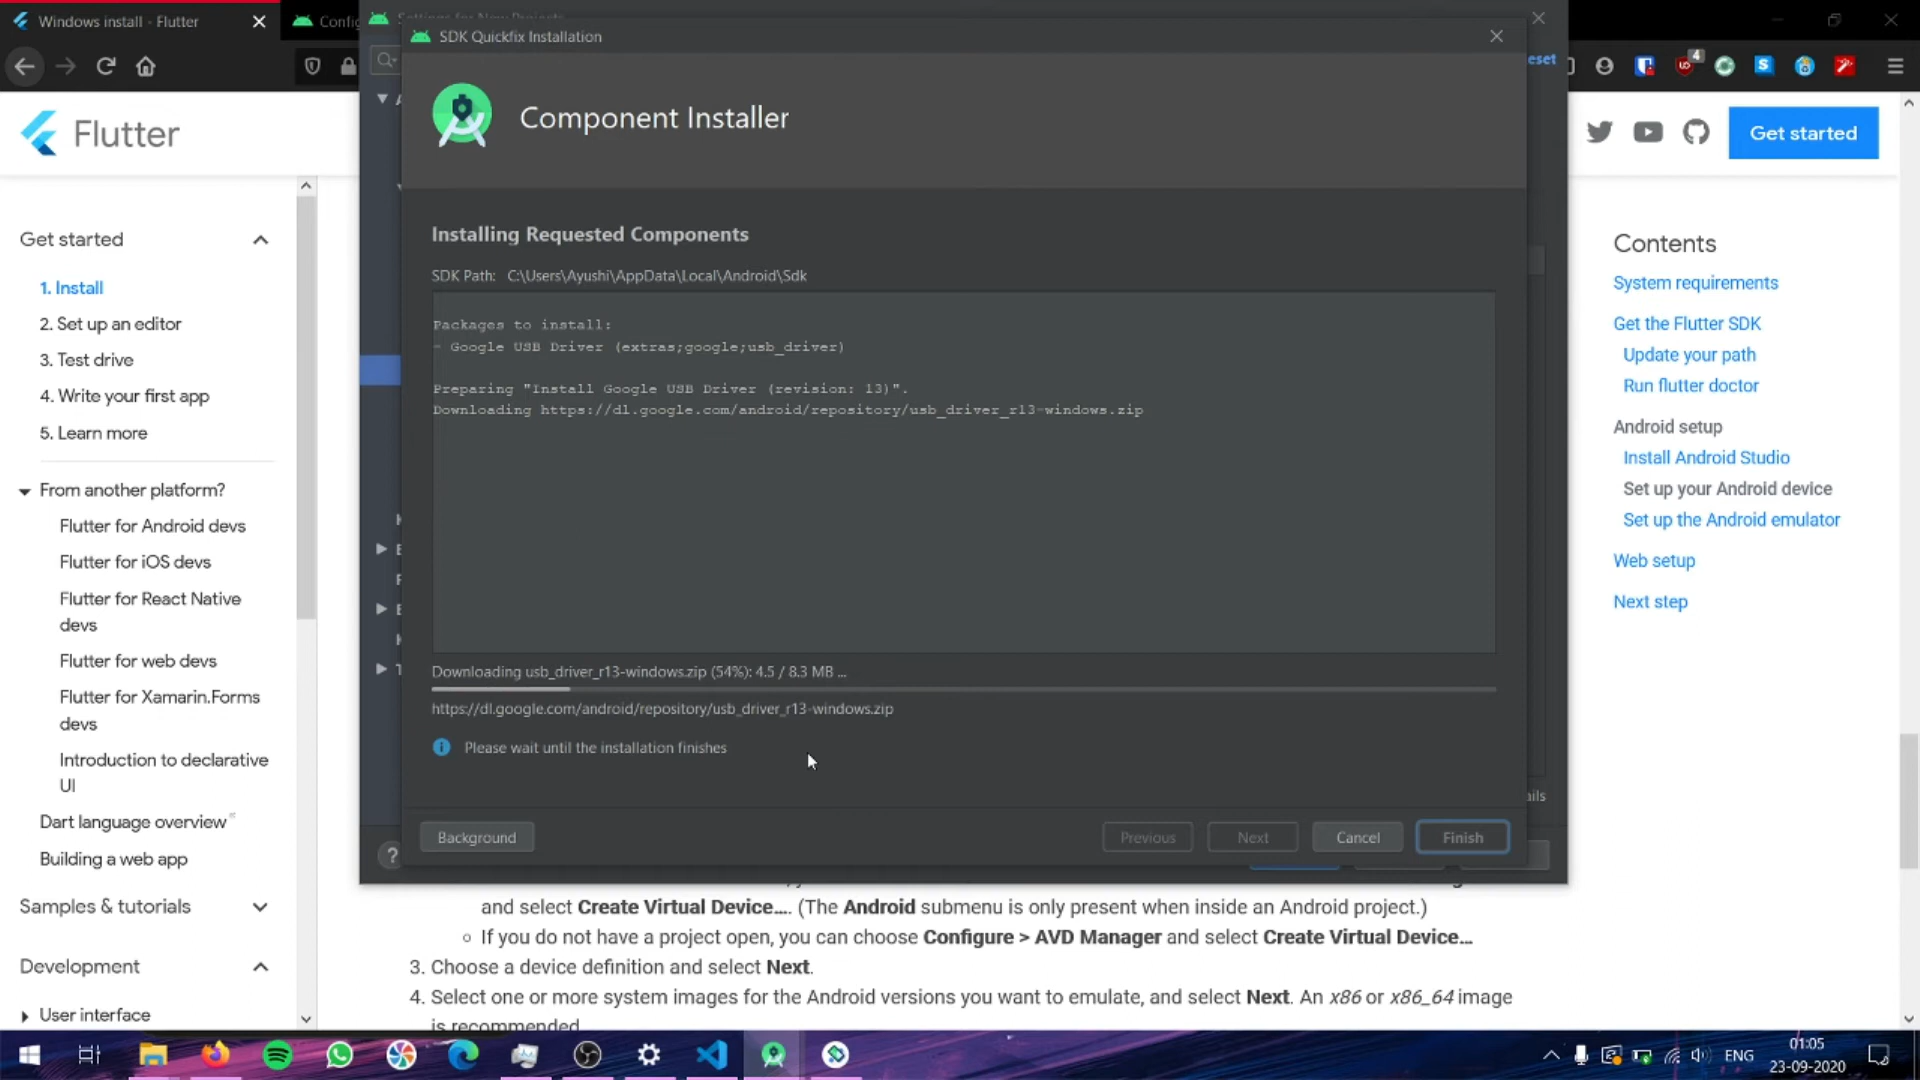 Windows install - Flutter
Config
Settings for New Projects
SDK Quickfix Installation
eset
4
Flutter
Component Installer
Get started
Get started
1. Install
2. Set up an editor
3. Test drive
4. Write your first app
5. Learn more
From another platform?
Flutter for Android devs
Flutter for iOS devs
Flutter for React Native
devs
Flutter for web devs
Flutter for Xamarin.Forms
devs
Introduction to declarative
UI
Dart language overview
Building a web app
Samples & tutorials
Development
User interface
Installing Requested Components
SDK Path: C:\Users\Ayushi\AppData\Local\Android\Sdk
Packages to install:
- Google USB Driver (extras;google;usb_driver)
Preparing "Install Google USB Driver (revision: 13)".
Downloading https://dl.google.com/android/repository/usb_driver_r13-windows.zip
Downloading usb_driver_r13-windows.zip (54%): 4.5 / 8.3 MB ...
https://dl.google.com/android/repository/usb_driver_r13-windows.zip
Please wait until the installation finishes
ails
Background
Previous
Next
Cancel
Finish
?
and select Create Virtual Device…. (The Android submenu is only present when inside an Android project.)
If you do not have a project open, you can choose Configure > AVD Manager and select Create Virtual Device…
3. Choose a device definition and select Next.
4. Select one or more system images for the Android versions you want to emulate, and select Next. An x86 or x86_64 image
is recommended
Contents
System requirements
Get the Flutter SDK
Update your path
Run flutter doctor
Android setup
Install Android Studio
Set up your Android device
Set up the Android emulator
Web setup
Next step
ENG
01:05
23-09-2020